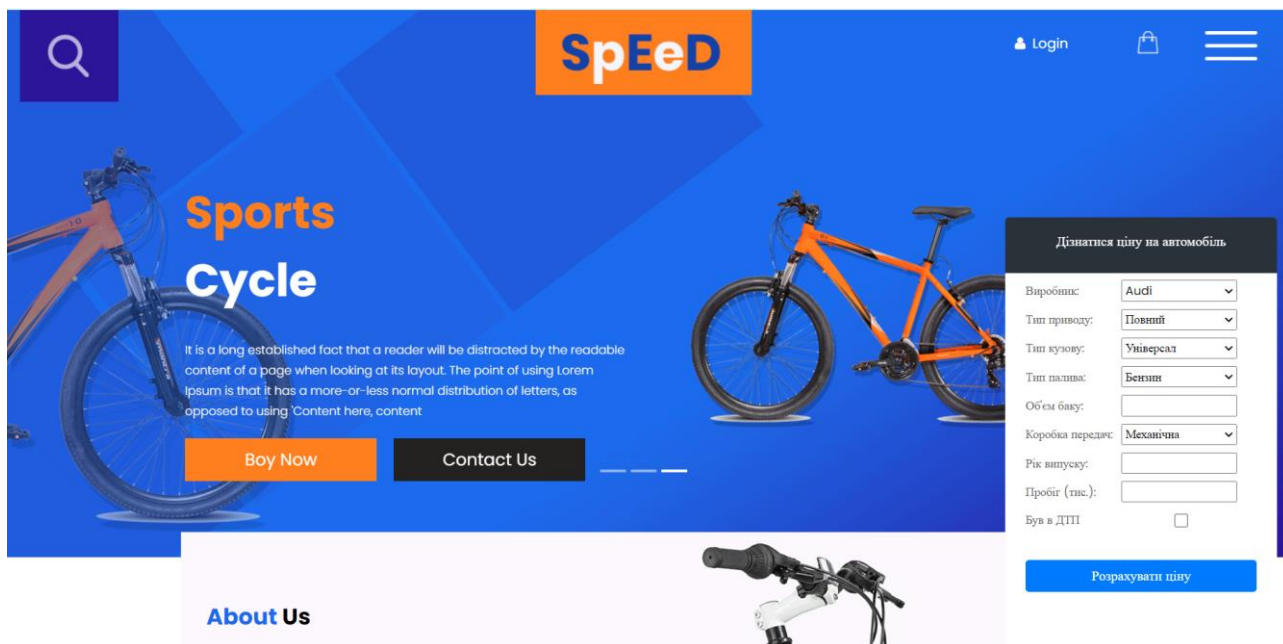 SpEeD
Login
Sports
Cycle
It is a long established fact that a reader will be distracted by the readable
content of a page when looking at its layout. The point of using Lorem
Ipsum is that it has a more-or-less normal distribution of letters, as
opposed to using 'Content here, content
Boy Now
Contact Us
Дізнатися ціну на автомобіль
Виробник: Audi
Тип приводу: Повний
Тип кузову: Універсал
Тип палива: Бензин
Об'єм баку:
Коробка передач: Механічна
Рік випуску:
Пробіг (тис.):
Був в ДТП
Розрахувати ціну
About Us